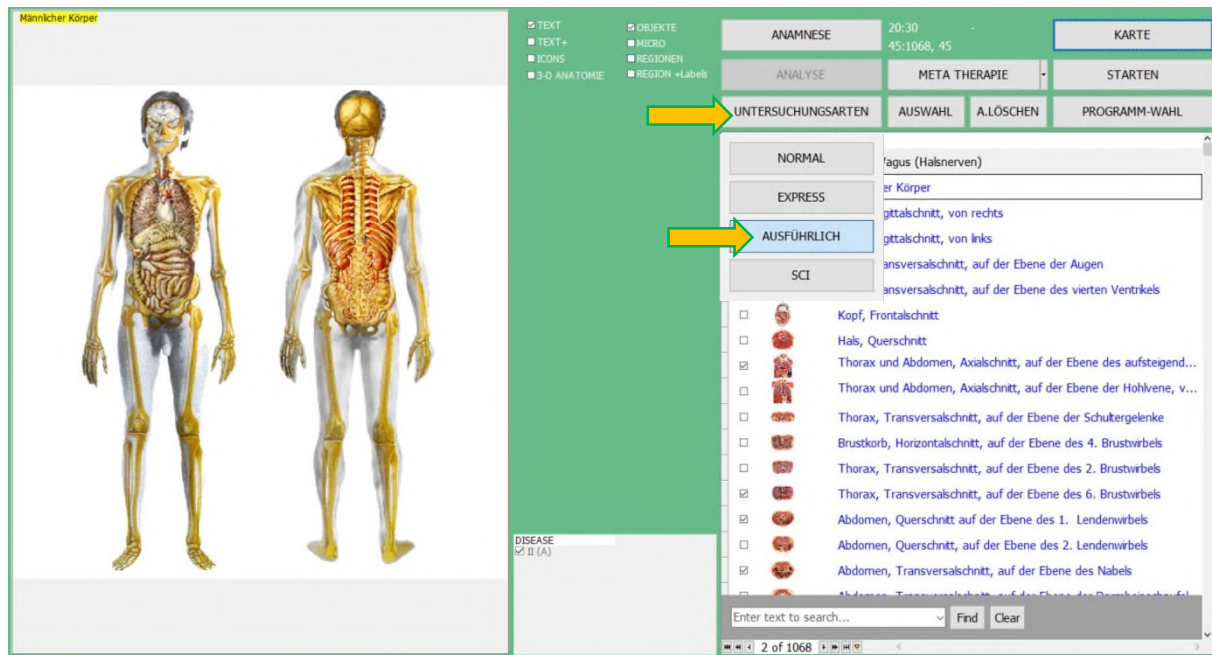 Männlicher Körper
TEXT
TEXT+
ICONS
3-D ANATOMIE
OBJEKTE
MICRO
REGIONEN
REGION +Labels
ANAMNESE
20:30 -
45:1068, 45
KARTE
ANALYSE
META THERAPIE
STARTEN
UNTERSUCHUNGSARTEN
AUSWAHL
A.LÖSCHEN
PROGRAMM-WAHL
NORMAL
EXPRESS
AUSFÜHRLICH
SCI
(Halsnerven)
Körper
von rechts
von links
auf der Ebene der Augen
auf der Ebene des vierten Ventrikels
Kopf, Frontalschnitt
Hals, Querschnitt
Thorax und Abdomen, Axialschnitt, auf der Ebene des aufsteigend...
Thorax und Abdomen, Axialschnitt, auf der Ebene der Hohlvene, v...
Thorax, Transversalschnitt, auf der Ebene der Schultergelenke
Brustkorb, Horizontalschnitt, auf der Ebene des 4. Brustwirbels
Thorax, Transversalschnitt, auf der Ebene des 2. Brustwirbels
Thorax, Transversalschnitt, auf der Ebene des 6. Brustwirbels
Abdomen, Querschnitt auf der Ebene des 1. Lendenwirbels
Abdomen, Querschnitt, auf der Ebene des 2. Lendenwirbels
Abdomen, Transversalschnitt, auf der Ebene des Nabels
DISEASE
II (A)
Enter text to search...
Find
Clear
2 of 1068